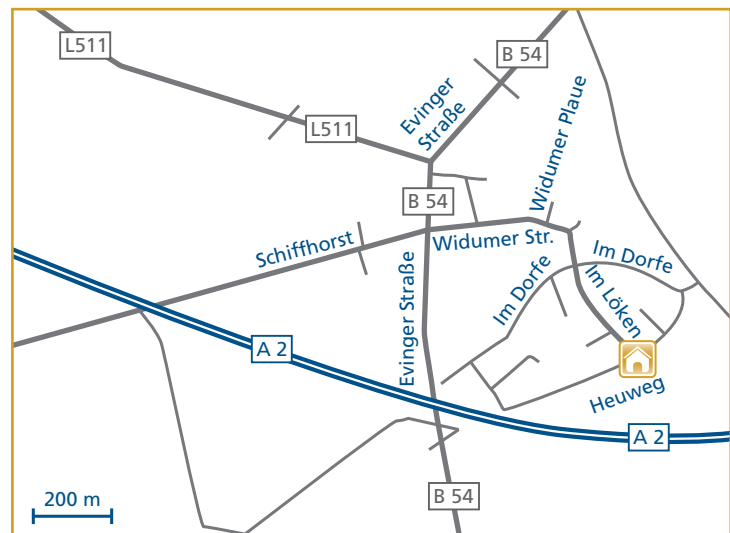 L511
B 54
Evinger
Straße
L511
Widumer Plaue
B 54
Schiffhorst
Widumer Str.
Im Dorfe
Im Dorfe
Im Löken
Evinger Straße
A 2
Heuweg
A 2
200 m
B 54